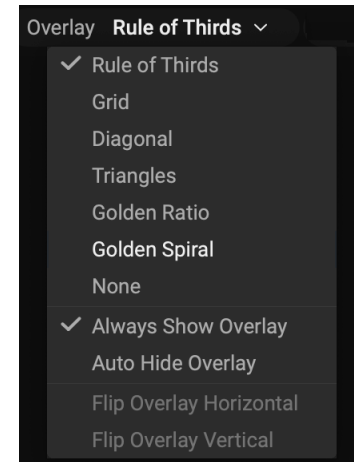 Overlay Rule of Thirds
Rule of Thirds
Grid
Diagonal
Triangles
Golden Ratio
Golden Spiral
None
Always Show Overlay
Auto Hide Overlay
Flip Overlay Horizontal
Flip Overlay Vertical